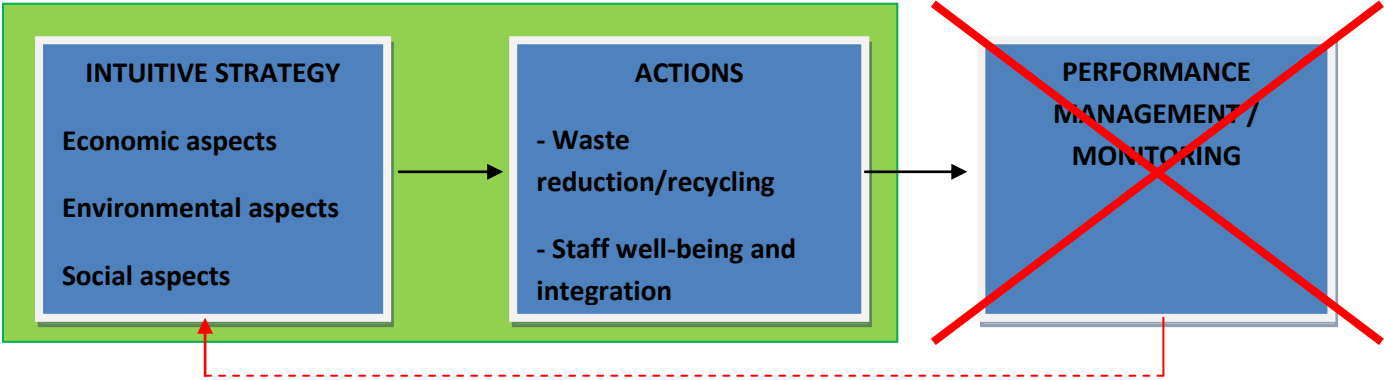 INTUITIVE STRATEGY
Economic aspects
Environmental aspects
Social aspects
ACTIONS
- Waste
reduction/recycling
- Staff well-being and
integration
PERFORMANCE
MANAGEMENT /
MONITORING